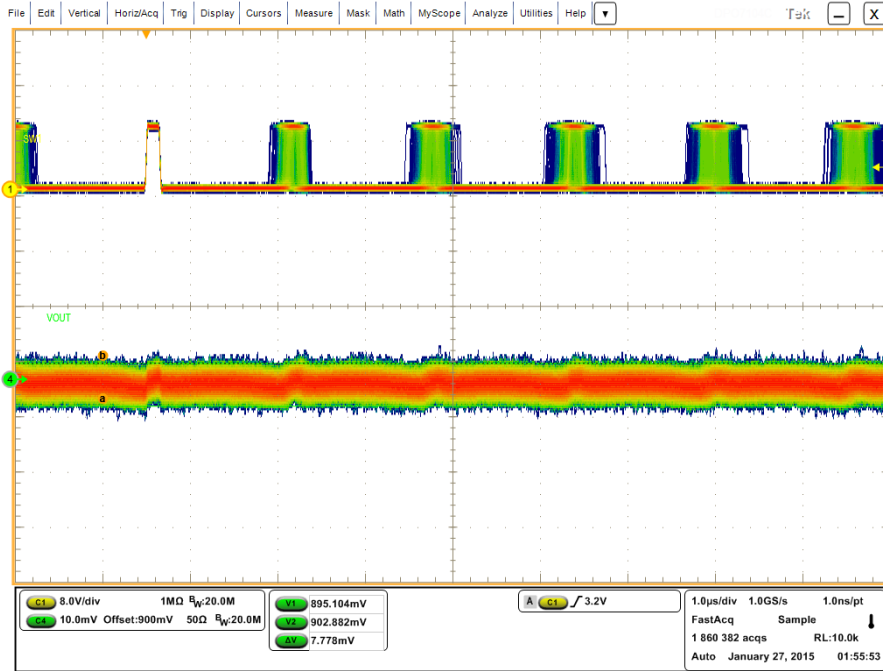 File Edit Vertical Horiz/Acq Trig Display Cursors Measure Mask Math MyScope Analyze Utilities Help Tek X
SW
1
VOUT
b
4
a
C1 8.0V/div 1MΩ BW:20.0M
C4 10.0mV Offset:900mV 50Ω BW:20.0M
V1 895.104mV
V2 902.882mV
ΔV 7.778mV
A C1 3.2V
1.0µs/div 1.0GS/s 1.0ns/pt
FastAcq Sample
1 860 382 acqs RL:10.0k
Auto January 27, 2015 01:55:53